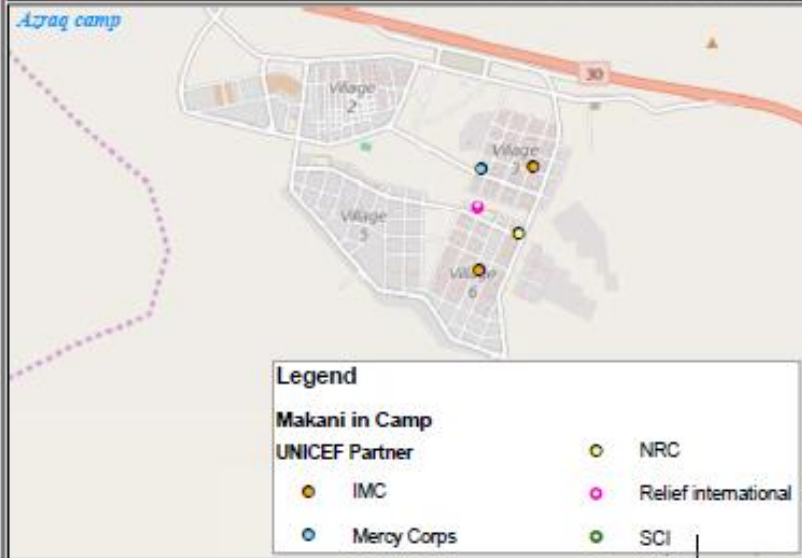 Azraq camp
30
Village
2
Village
3
Village
5
Village
6
Legend
Makani in Camp
UNICEF Partner
IMC
Mercy Corps
NRC
Relief international
SCI